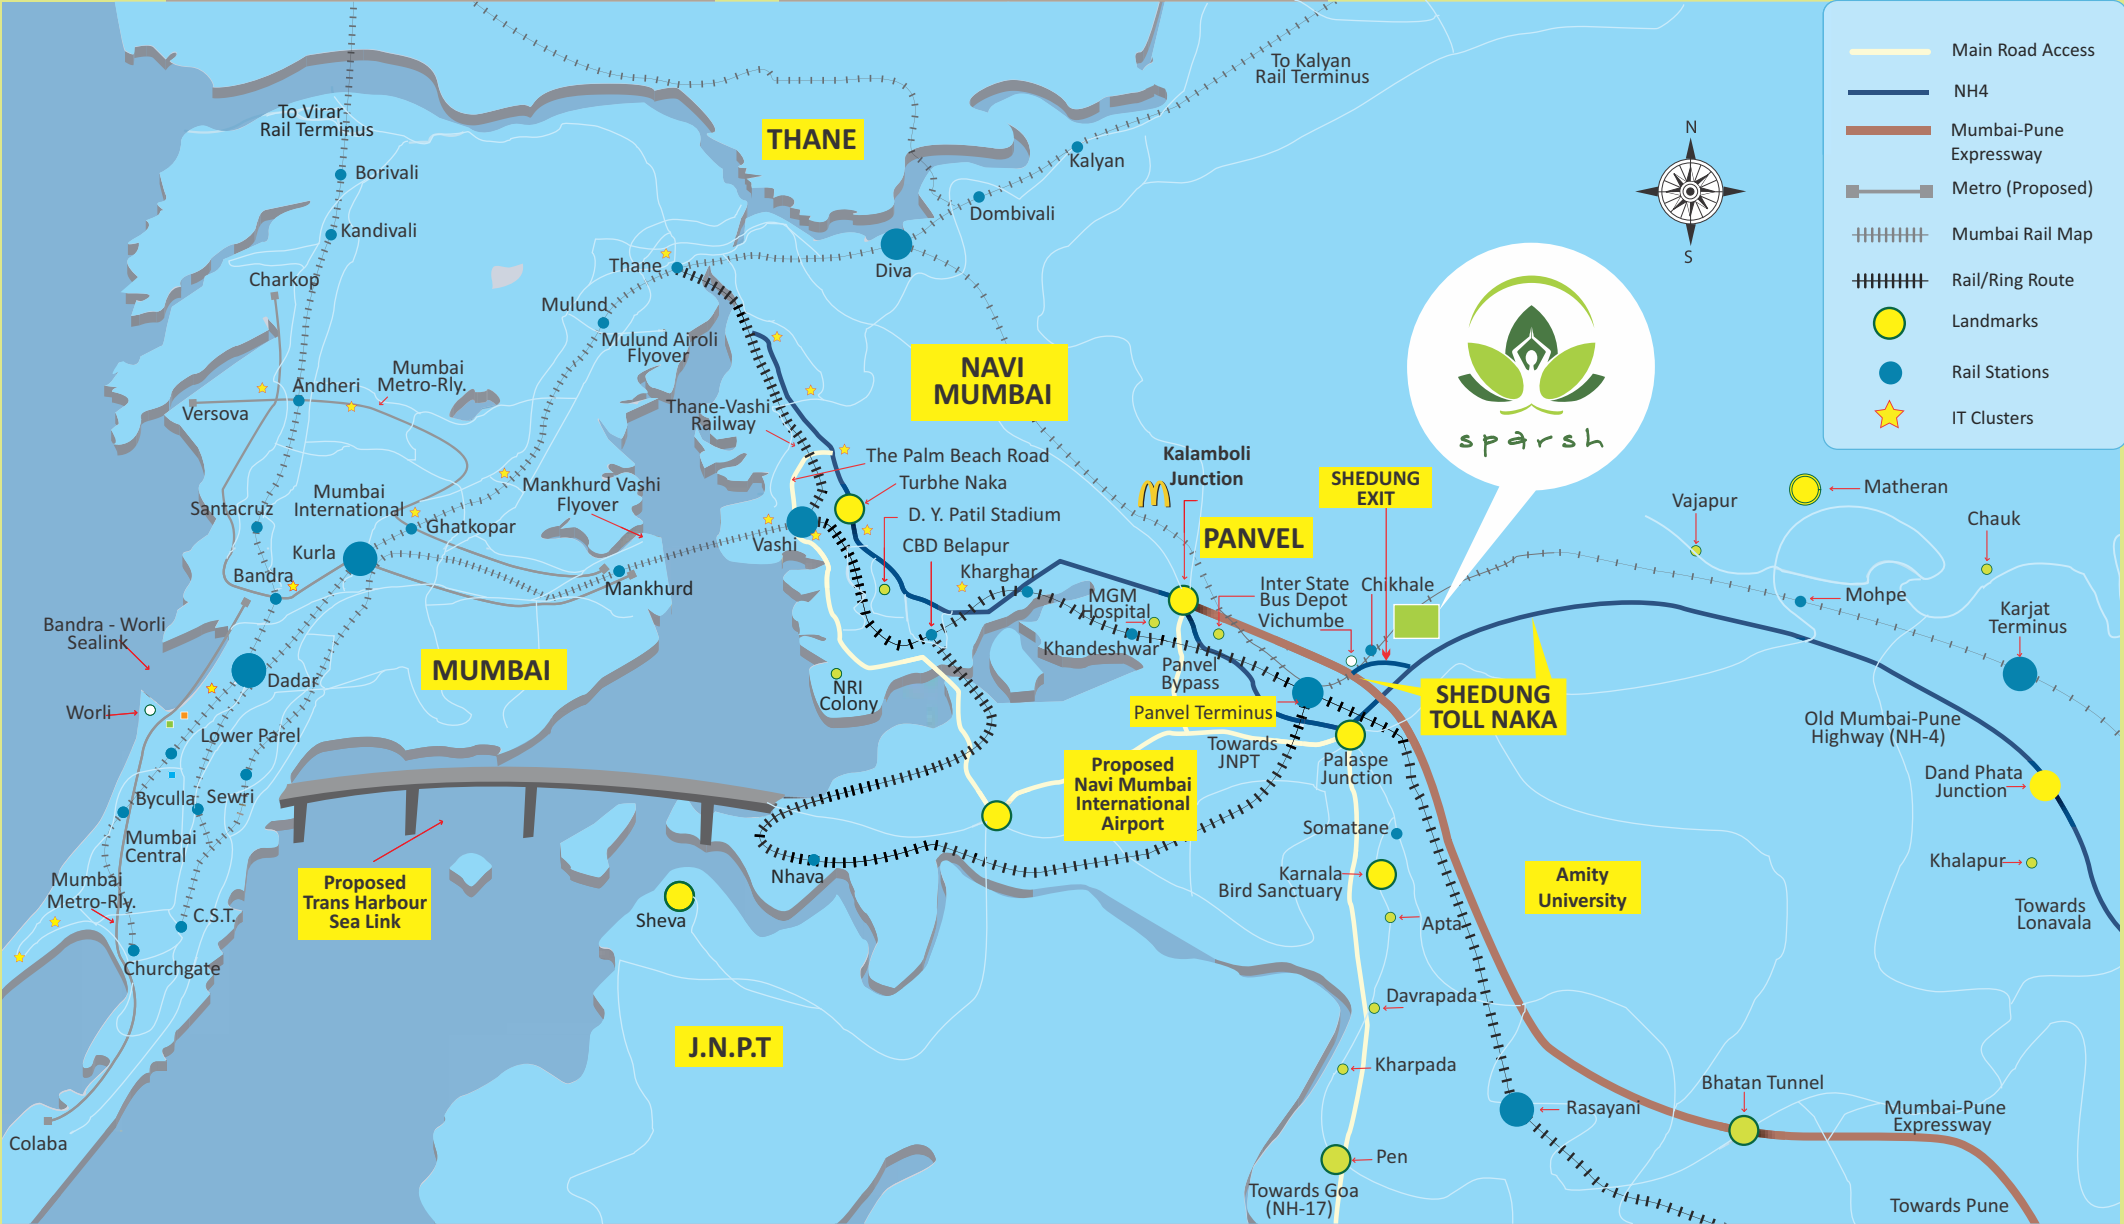 To Virar
Rail Terminus
Borivali
Kandivali
Charkop
THANE
To Kalyan
Rail Terminus
Kalyan
Dombivali
Diva
Thane
Mulund
Mulund Airoli
Flyover
Mumbai
Metro-Rly.
Andheri
Versova
Thane-Vashi
Railway
NAVI
MUMBAI
The Palm Beach Road
Turbhe Naka
D. Y. Patil Stadium
CBD Belapur
Kharghar
Mankhurd Vashi
Flyover
Mumbai
International
Santacruz
Ghatkopar
Kurla
Bandra
Vashi
Mankhurd
Bandra - Worli
Sealink
MUMBAI
Dadar
Worli
Lower Parel
Byculla
Sewri
Mumbai
Central
Mumbai
Metro-Rly.
C.S.T.
Churchgate
Colaba
Proposed
Trans Harbour
Sea Link
NRI
Colony
Nhava
Sheva
J.N.P.T
Kalamboli
Junction
PANVEL
MGM
Hospital
Khandeshwar
Panvel
Bypass
Panvel Terminus
Inter State
Bus Depot
Vichumbe
Chikhale
SHEDUNG
EXIT
sparsh
SHEDUNG
TOLL NAKA
Towards
JNPT
Palaspe
Junction
Proposed
Navi Mumbai
International
Airport
Somatane
Karnala
Bird Sanctuary
Apta
Davrapada
Kharpada
Pen
Towards Goa
(NH-17)
Amity
University
Rasayani
Bhatan Tunnel
Mumbai-Pune
Expressway
Towards Pune
Vajapur
Matheran
Chauk
Mohpe
Karjat
Terminus
Old Mumbai-Pune
Highway (NH-4)
Dand Phata
Junction
Khalapur
Towards
Lonavala
N
S
Main Road Access
NH4
Mumbai-Pune
Expressway
Metro (Proposed)
Mumbai Rail Map
Rail/Ring Route
Landmarks
Rail Stations
IT Clusters